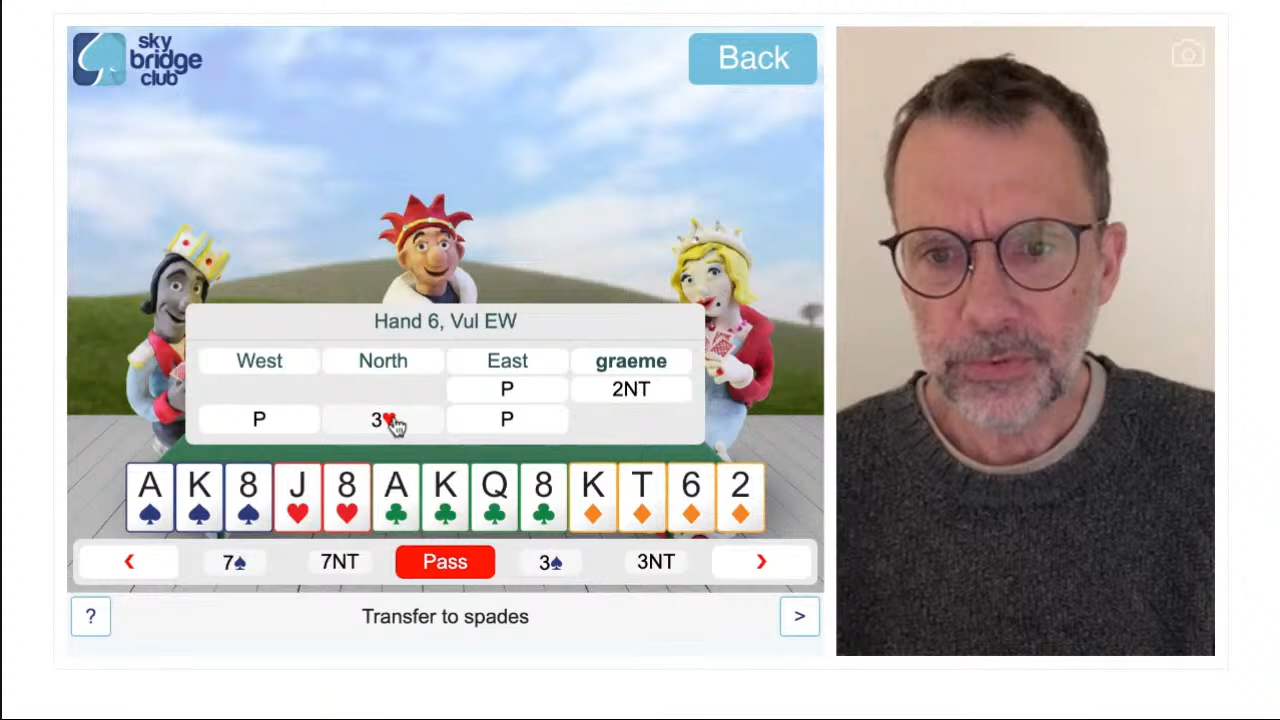 sky
bridge
club
Back
Hand 6, Vul EW
West North East graeme
P 2NT
P 3♥ P
A K 8 J 8 A K Q 8 K T 6 2
♠ ♠ ♠ ♥ ♥ ♣ ♣ ♣ ♣ ♦ ♦ ♦ ♦
‹ 7♠ 7NT Pass 3♠ 3NT ›
? Transfer to spades >